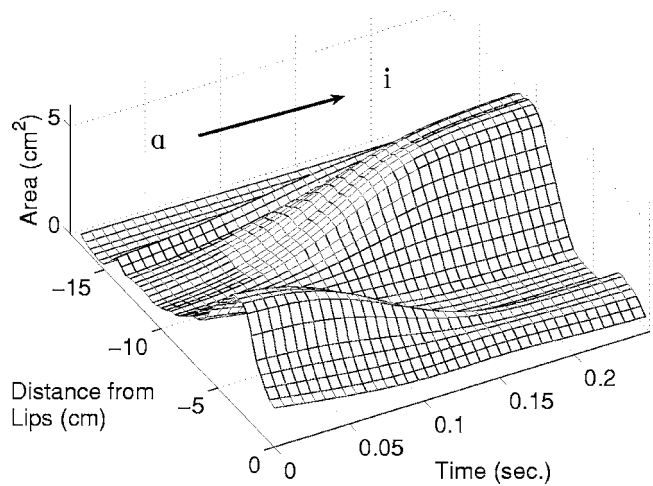 i
ɑ
5
Area (cm²)
0
−15
−10
−5
0
Distance from
Lips (cm)
0
0.05
0.1
0.15
0.2
Time (sec.)